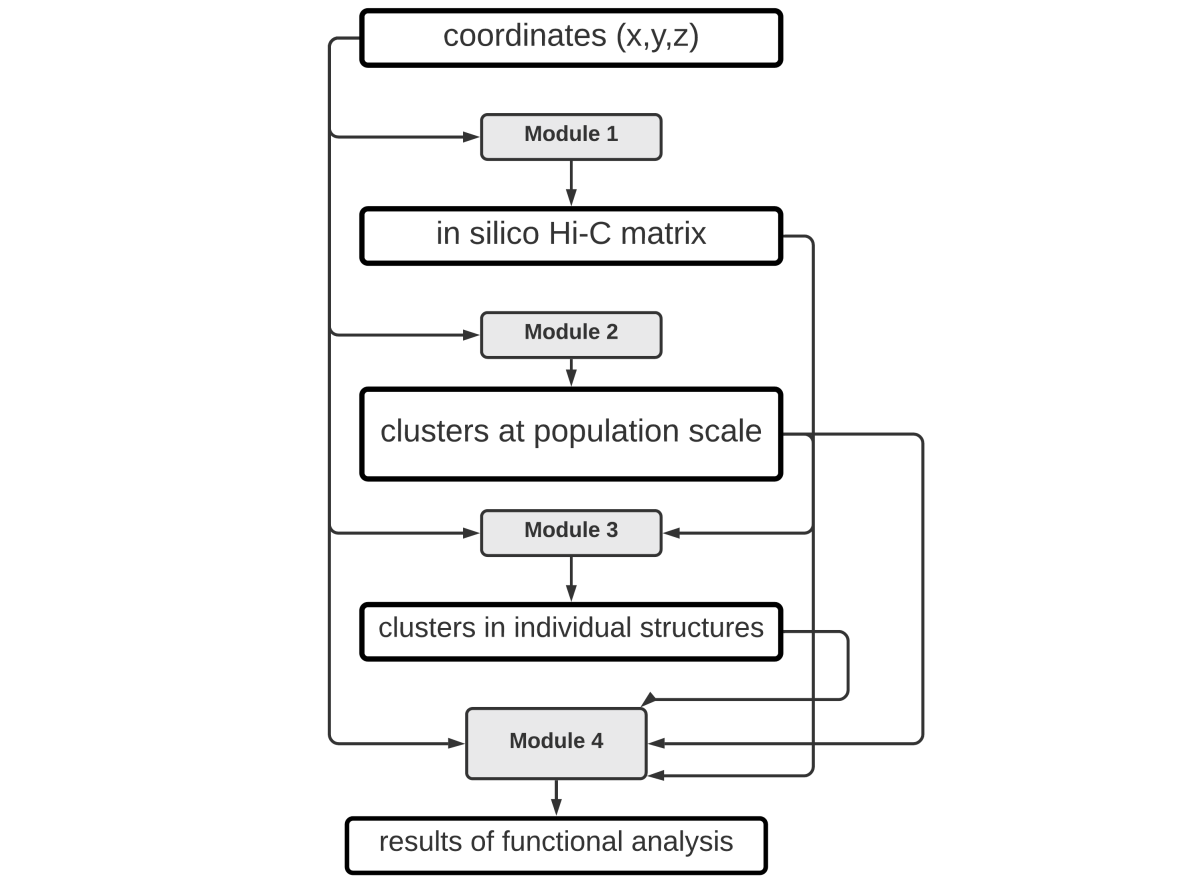 coordinates (x,y,z)
Module 1
in silico Hi-C matrix
Module 2
clusters at population scale
Module 3
clusters in individual structures
Module 4
results of functional analysis